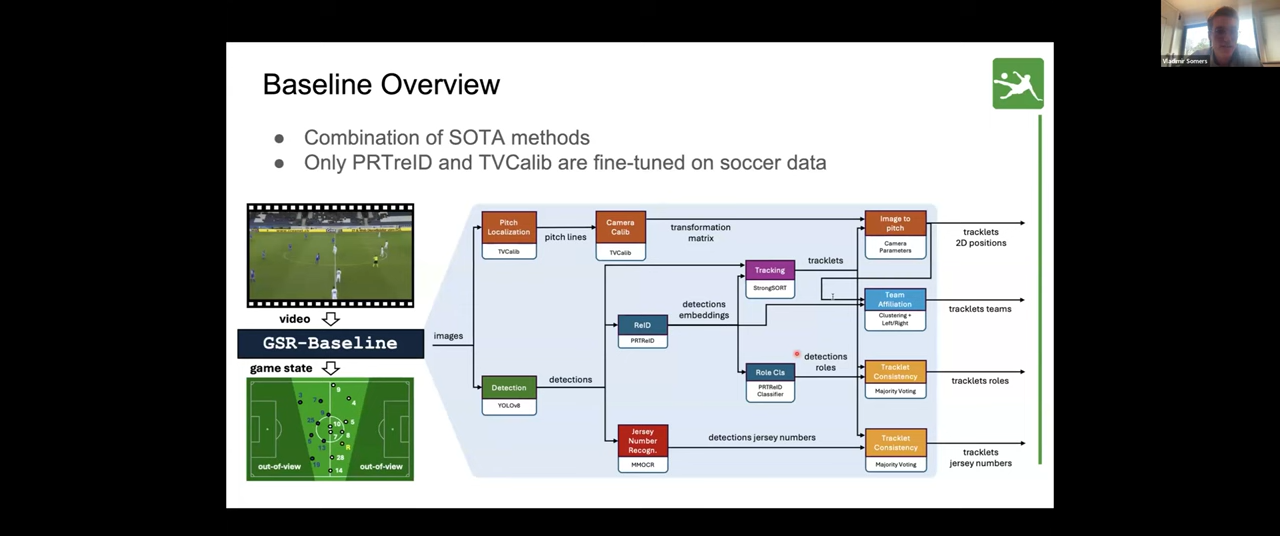 Vladimir Somers
Baseline Overview
● Combination of SOTA methods
● Only PRTreID and TVCalib are fine-tuned on soccer data
video
GSR-Baseline
game state
out-of-view
out-of-view
28
14
images
Pitch
Localization
TVCalib
pitch lines
Camera
Calib
TVCalib
transformation
matrix
Image to
pitch
Camera
Parameters
tracklets
2D positions
Tracking
StrongSORT
tracklets
Team
Affiliation
Clustering +
Left/Right
tracklets teams
detections
embeddings
ReID
PRTReID
Detection
YOLOv8
detections
Role Cls
PRTReID
Classifier
detections
roles
Tracklet
Consistency
Majority Voting
tracklets roles
Jersey
Number
Recogn.
MMOCR
detections jersey numbers
Tracklet
Consistency
Majority Voting
tracklets
jersey numbers